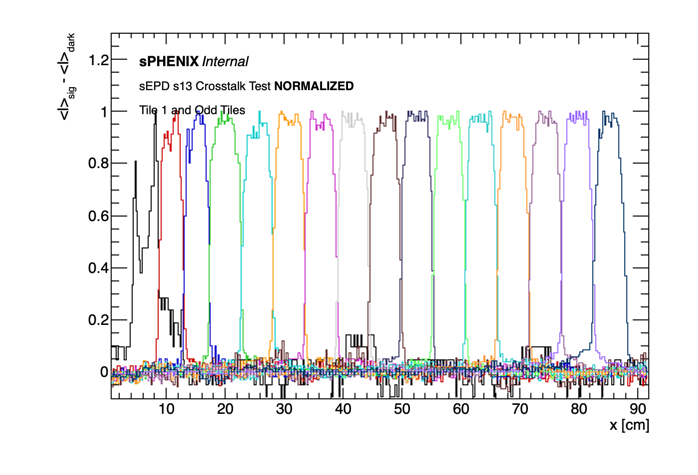 <I>sig - <I>dark
sPHENIX Internal
sEPD s13 Crosstalk Test NORMALIZED
Tile 1 and Odd Tiles
1.2
1
0.8
0.6
0.4
0.2
0
10 20 30 40 50 60 70 80 90
x [cm]